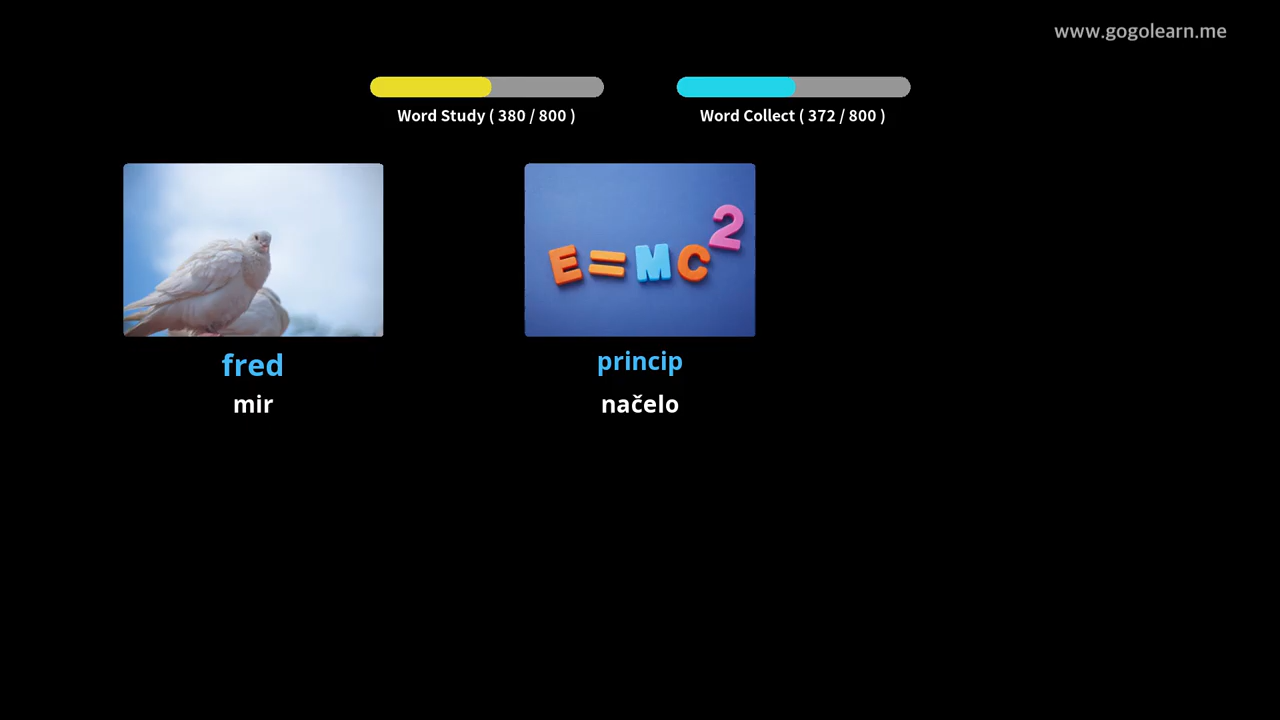 www.gogolearn.me
Word Study ( 380 / 800 )
Word Collect ( 372 / 800 )
E=MC2
fred
mir
princip
načelo